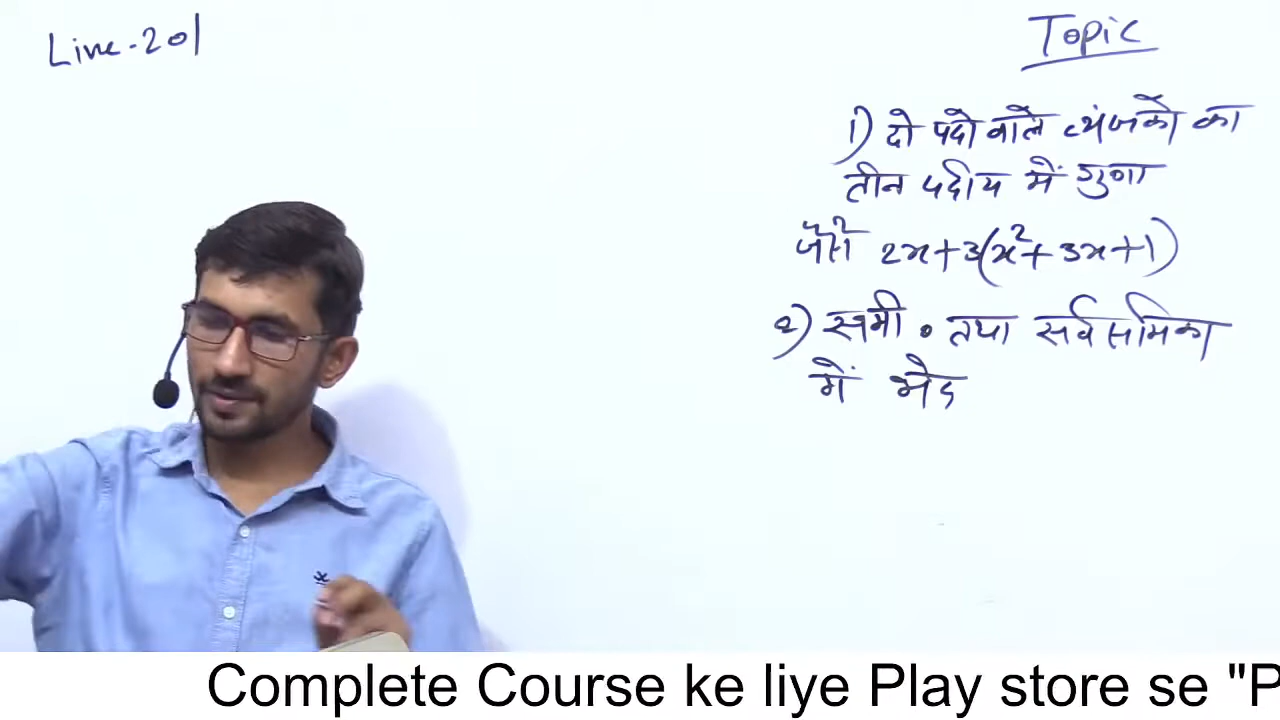 Line-201
Topic
1) दो पदो वाले व्यंजको का
तीन पदीय में गुणा
जैसे 2x+3(x²+3x+1)
2) समी० तथा सर्वसमिका
में भेद
Complete Course ke liye Play store se "P